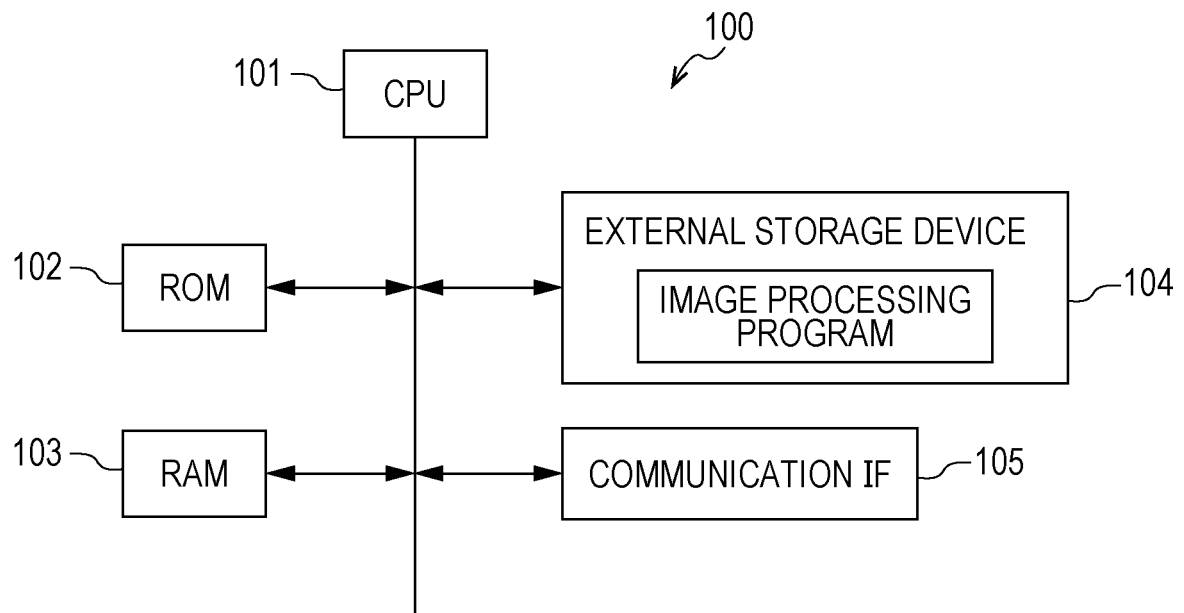 100
101
CPU
EXTERNAL STORAGE DEVICE
102
ROM
IMAGE PROCESSING
PROGRAM
104
103
RAM
COMMUNICATION IF
105